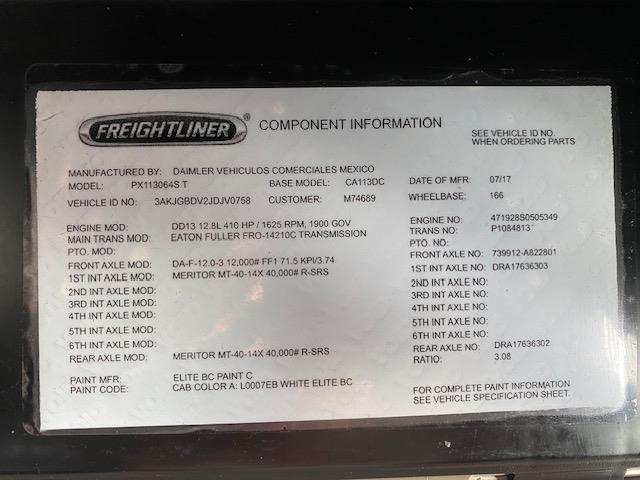 FREIGHTLINER ® COMPONENT INFORMATION
SEE VEHICLE ID NO.
WHEN ORDERING PARTS
MANUFACTURED BY: DAIMLER VEHICULOS COMERCIALES MEXICO
MODEL: PX113064S T BASE MODEL: CA113DC DATE OF MFR: 07/17
VEHICLE ID NO: 3AKJGBDV2JDJV0758 CUSTOMER: M74689 WHEELBASE: 166
ENGINE MOD: DD13 12.8L 410 HP / 1625 RPM, 1900 GOV ENGINE NO: 471928S0505349
MAIN TRANS MOD: EATON FULLER FRO-14210C TRANSMISSION TRANS NO: P1084813
PTO. MOD: PTO. NO:
FRONT AXLE MOD: DA-F-12.0-3 12,000# FF1 71.5 KPI/3.74 FRONT AXLE NO: 739912-A822801
1ST INT AXLE MOD: MERITOR MT-40-14X 40,000# R-SRS 1ST INT AXLE NO: DRA17636303
2ND INT AXLE MOD: 2ND INT AXLE NO:
3RD INT AXLE MOD: 3RD INT AXLE NO:
4TH INT AXLE MOD: 4TH INT AXLE NO:
5TH INT AXLE MOD: 5TH INT AXLE NO:
6TH INT AXLE MOD: 6TH INT AXLE NO:
REAR AXLE MOD: MERITOR MT-40-14X 40,000# R-SRS REAR AXLE NO: DRA17636302
RATIO: 3.08
PAINT MFR: ELITE BC PAINT C
PAINT CODE: CAB COLOR A: L0007EB WHITE ELITE BC
FOR COMPLETE PAINT INFORMATION
SEE VEHICLE SPECIFICATION SHEET.